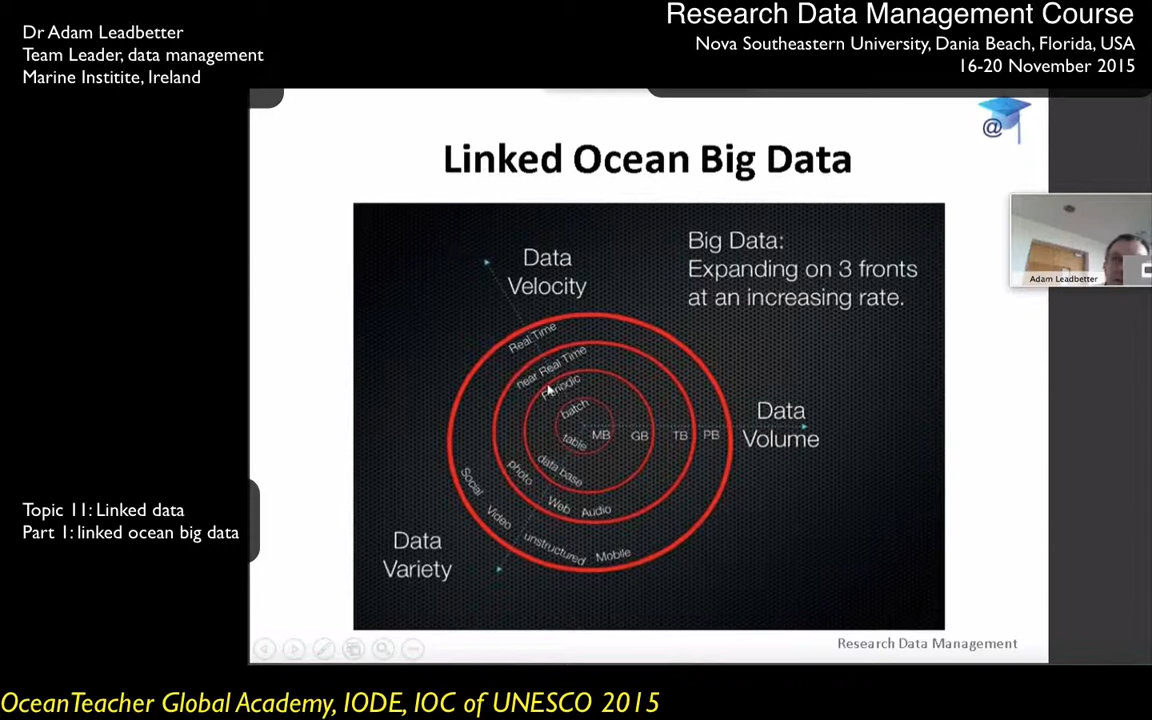 Dr Adam Leadbetter
Team Leader, data management
Marine Institite, Ireland
Research Data Management Course
Nova Southeastern University, Dania Beach, Florida, USA
16-20 November 2015
@
Linked Ocean Big Data
Data
Velocity
Big Data:
Expanding on 3 fronts
at an increasing rate.
Adam Leadbetter
Real Time
near Real Time
Periodic
batch
table
MB
GB
TB
PB
Data
Volume
data base
photo
Web
Audio
Social
Video
unstructured
Mobile
Data
Variety
Topic 11: Linked data
Part 1: linked ocean big data
Research Data Management
OceanTeacher Global Academy, IODE, IOC of UNESCO 2015